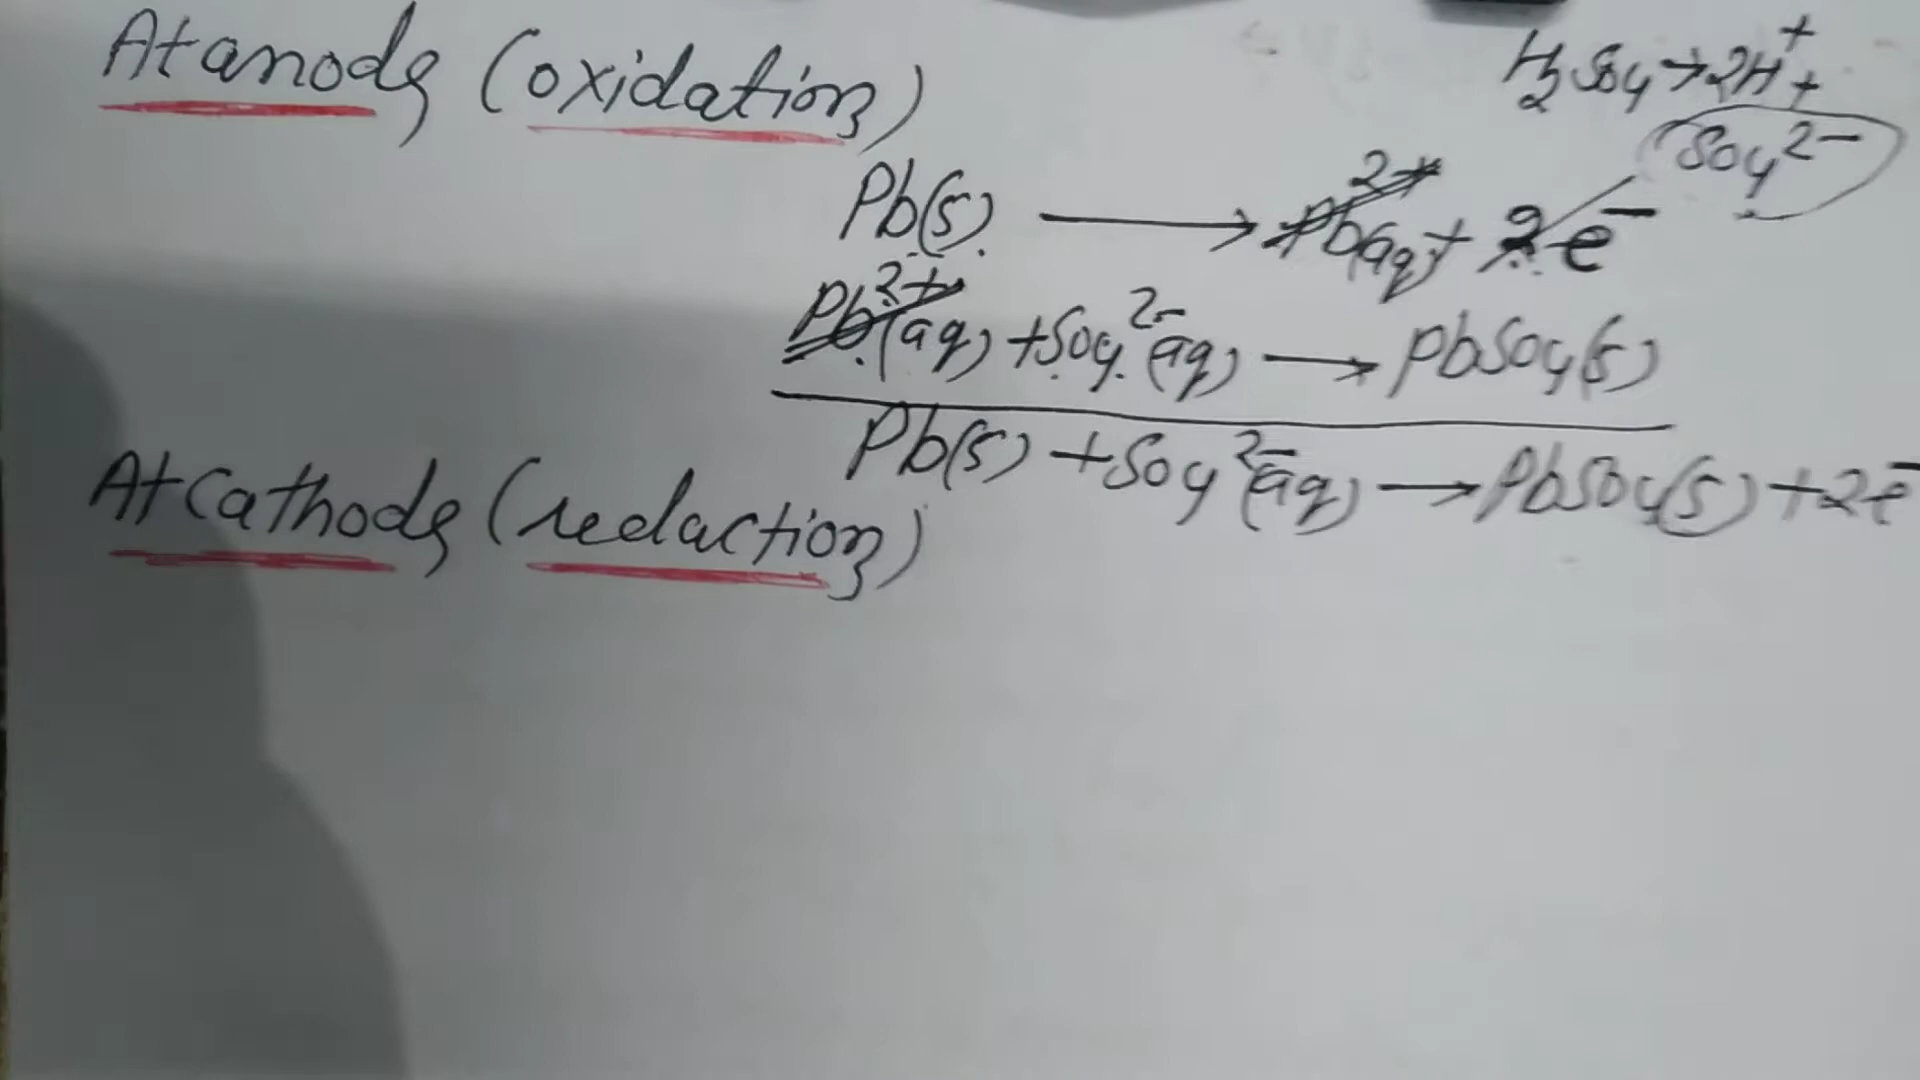 At anode (oxidation)
H2SO4 → 2H+ +
SO4 2-
Pb(s) → Pb2+(aq) + 2e-
Pb2+(aq) + SO4 2-(aq) → PbSO4(s)
Pb(s) + SO4 2-(aq) → PbSO4(s) + 2e-
At Cathode (redaction)